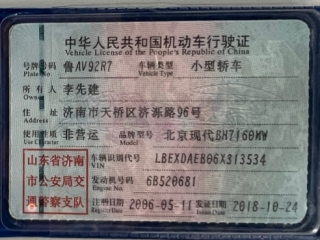 中华人民共和国机动车行驶证
Vehicle License of the People's Republic of China
号牌号码 鲁AV92R7 车辆类型 小型轿车
Plate No. Vehicle Type
所有人 李先建
Owner
住址 济南市天桥区济源路96号
Address
使用性质 非营运 品牌型号 北京现代BH7160MW
Use Character
山东省济南
市公安局交
通警察支队
车辆识别代号 LBEXDAEB06X313534
VIN
发动机号码 6B520681
Engine No.
注册日期 2006-05-11 发证日期 2018-10-24
Register Date Issue Date